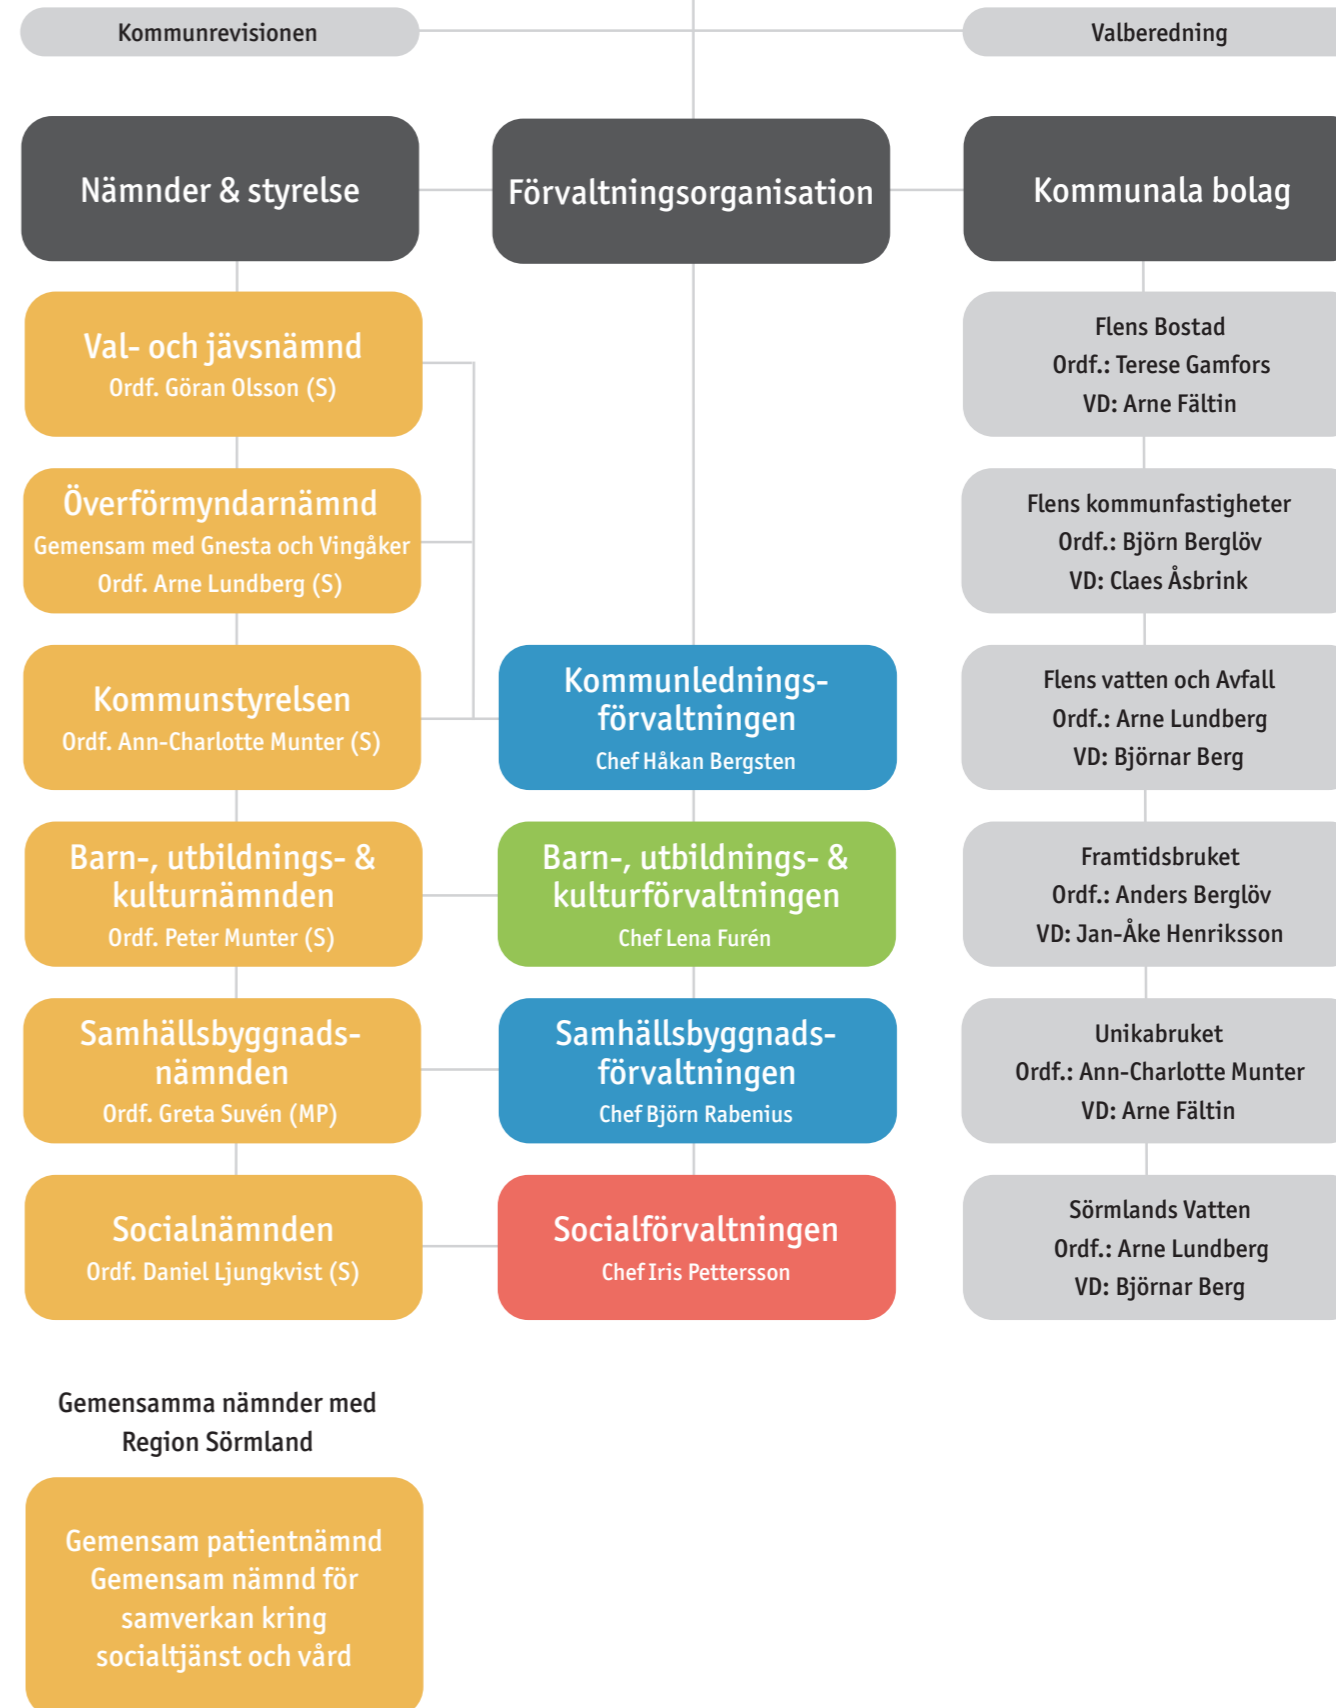 Kommunrevisionen
Valberedning
Nämnder & styrelse
Förvaltningsorganisation
Kommunala bolag
Val- och jävsnämnd
Ordf. Göran Olsson (S)
Överförmyndarnämnd
Gemensam med Gnesta och Vingåker
Ordf. Arne Lundberg (S)
Kommunstyrelsen
Ordf. Ann-Charlotte Munter (S)
Barn-, utbildnings- &
kulturnämnden
Ordf. Peter Munter (S)
Samhällsbyggnads-
nämnden
Ordf. Greta Suvén (MP)
Socialnämnden
Ordf. Daniel Ljungkvist (S)
Kommunlednings-
förvaltningen
Chef Håkan Bergsten
Barn-, utbildnings- &
kulturförvaltningen
Chef Lena Furén
Samhällsbyggnads-
förvaltningen
Chef Björn Rabenius
Socialförvaltningen
Chef Iris Pettersson
Flens Bostad
Ordf.: Terese Gamfors
VD: Arne Fältin
Flens kommunfastigheter
Ordf.: Björn Berglöv
VD: Claes Åsbrink
Flens vatten och Avfall
Ordf.: Arne Lundberg
VD: Björnar Berg
Framtidsbruket
Ordf.: Anders Berglöv
VD: Jan-Åke Henriksson
Unikabruket
Ordf.: Ann-Charlotte Munter
VD: Arne Fältin
Sörmlands Vatten
Ordf.: Arne Lundberg
VD: Björnar Berg
Gemensamma nämnder med
Region Sörmland
Gemensam patientnämnd
Gemensam nämnd för
samverkan kring
socialtjänst och vård